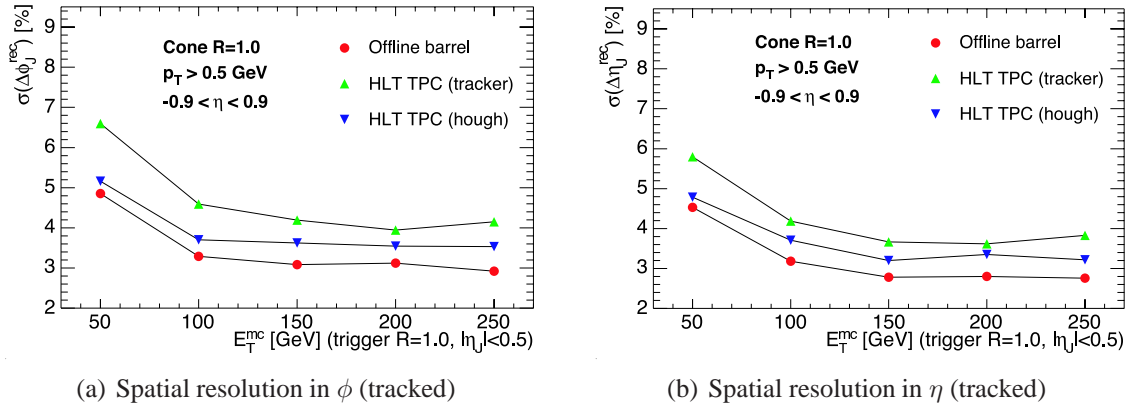 σ(Δϕ_J^rec) [%]
9
8
7
6
5
4
3
2
Cone R=1.0
p_T > 0.5 GeV
-0.9 < η < 0.9
Offline barrel
HLT TPC (tracker)
HLT TPC (hough)
50 100 150 200 250
E_T^mc [GeV] (trigger R=1.0, |η_J|<0.5)
(a) Spatial resolution in ϕ (tracked)
σ(Δη_J^rec) [%]
9
8
7
6
5
4
3
2
Cone R=1.0
p_T > 0.5 GeV
-0.9 < η < 0.9
Offline barrel
HLT TPC (tracker)
HLT TPC (hough)
50 100 150 200 250
E_T^mc [GeV] (trigger R=1.0, |η_J|<0.5)
(b) Spatial resolution in η (tracked)